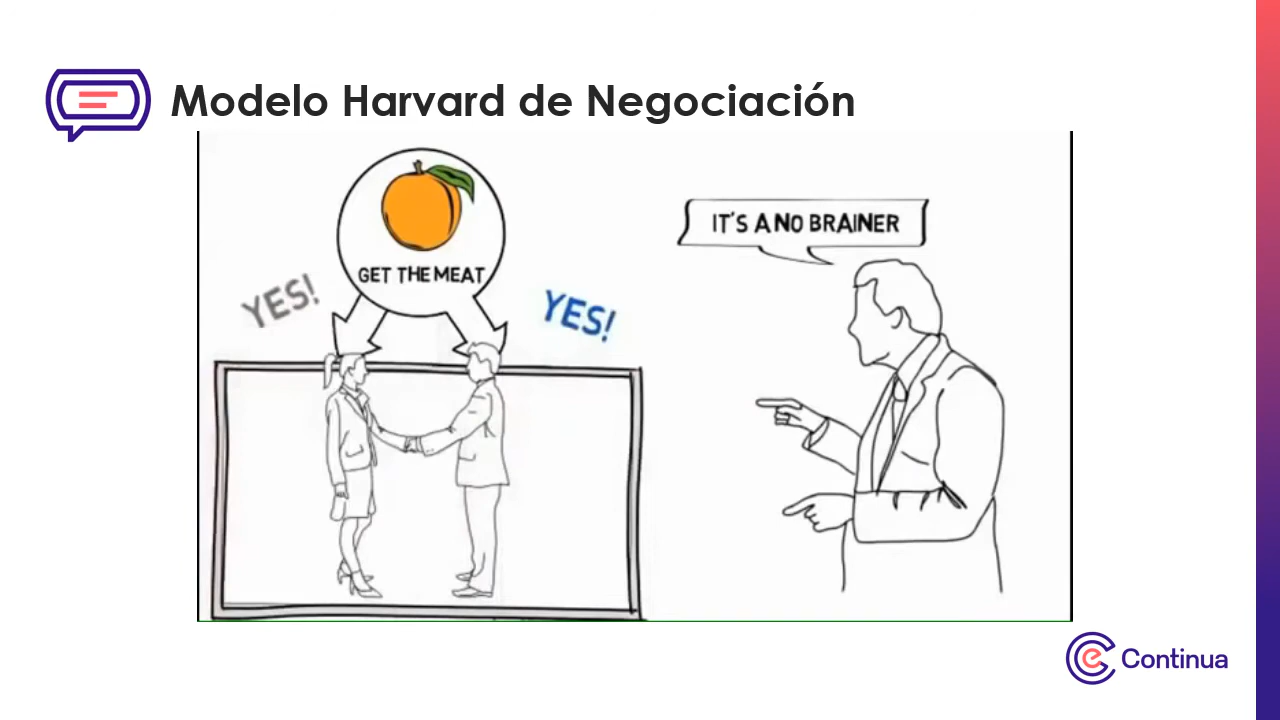 Modelo Harvard de Negociación
GET THE MEAT
YES!
YES!
IT'S A NO BRAINER
Continua